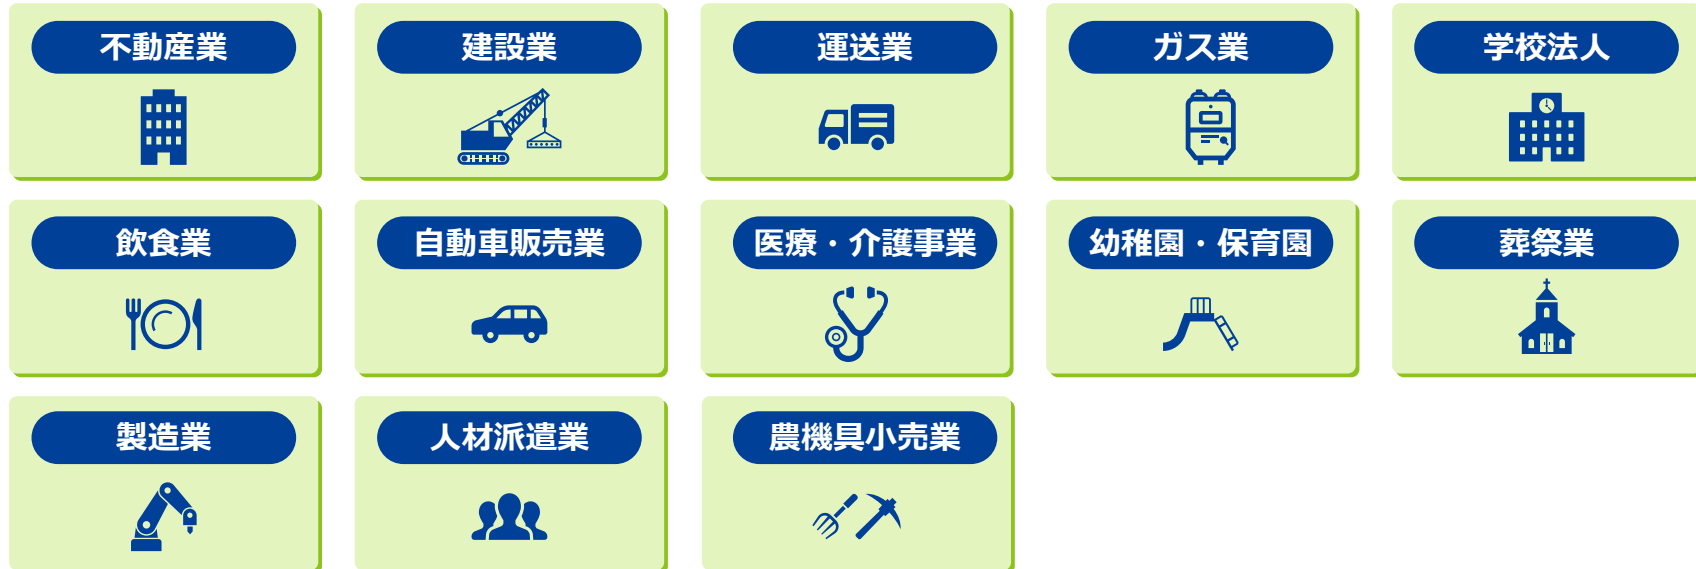 不動産業
建設業
運送業
ガス業
学校法人
飲食業
自動車販売業
医療・介護事業
幼稚園・保育園
葬祭業
製造業
人材派遣業
農機具小売業